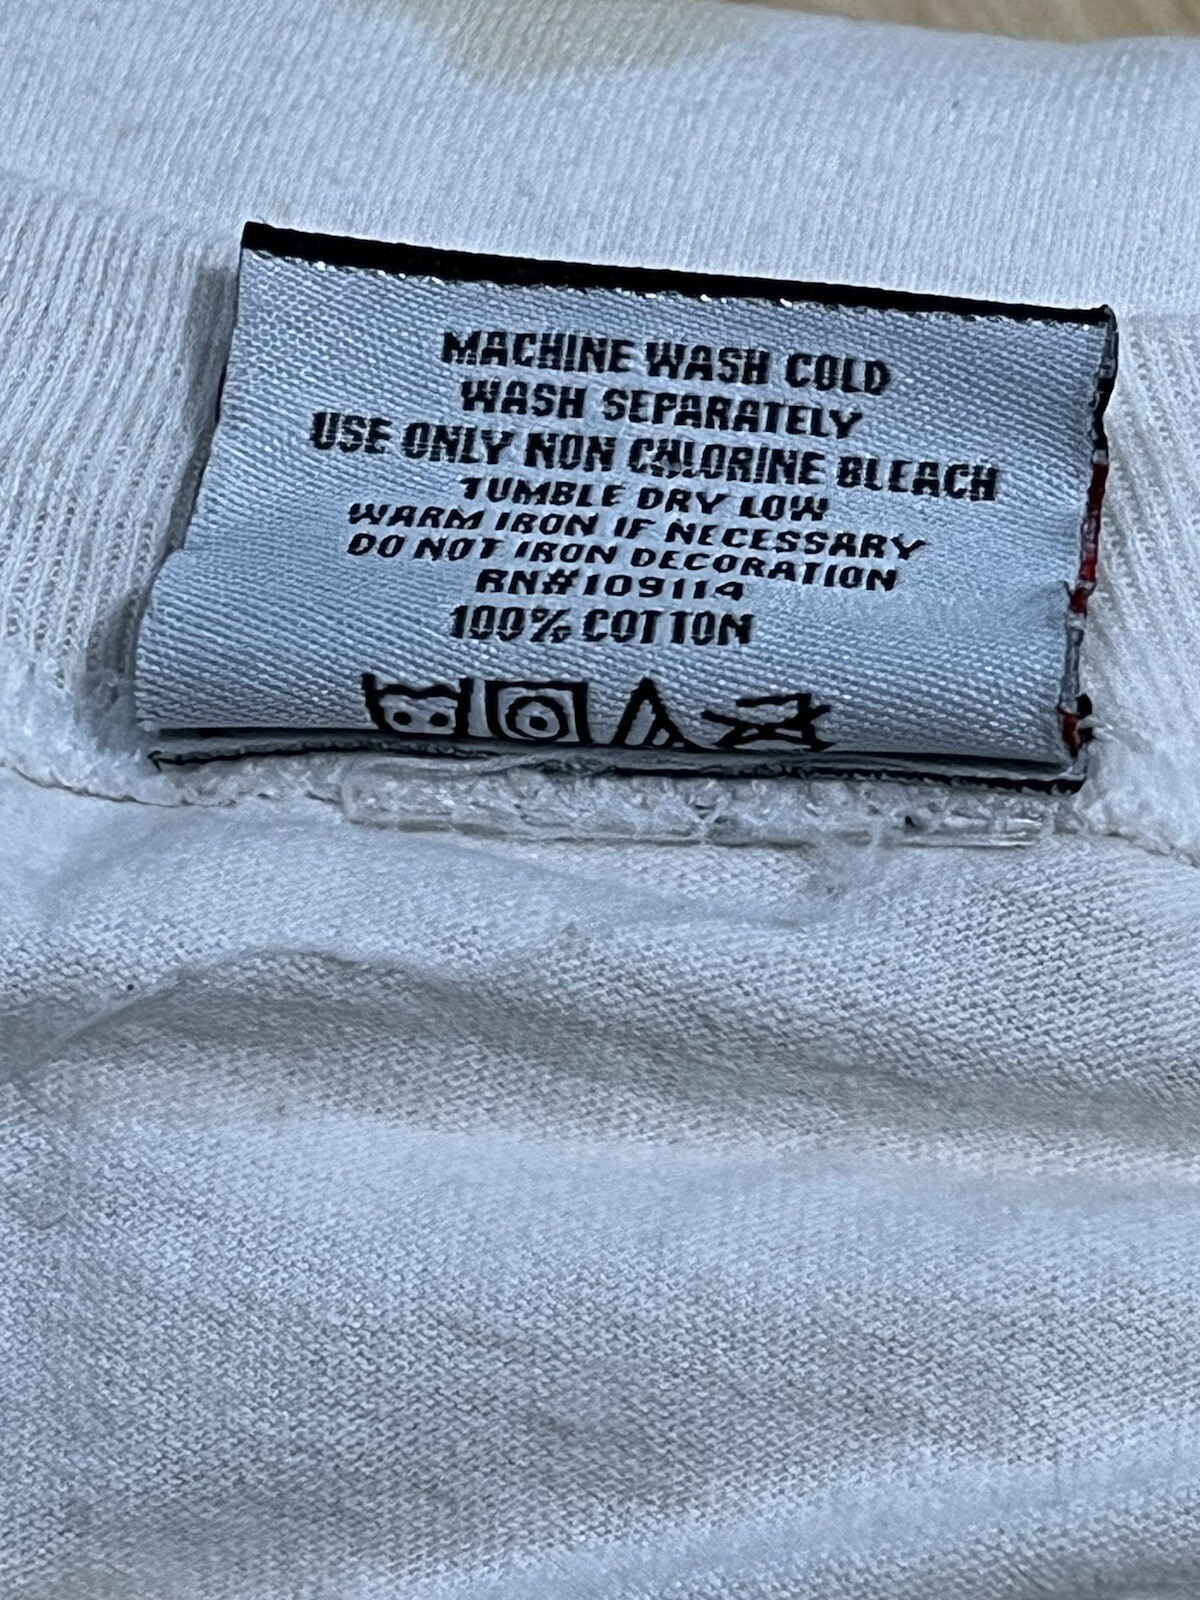 MACHINE WASH COLD
WASH SEPARATELY
USE ONLY NON CHLORINE BLEACH
TUMBLE DRY LOW
WARM IRON IF NECESSARY
DO NOT IRON DECORATION
RN#109114
100% COTTON